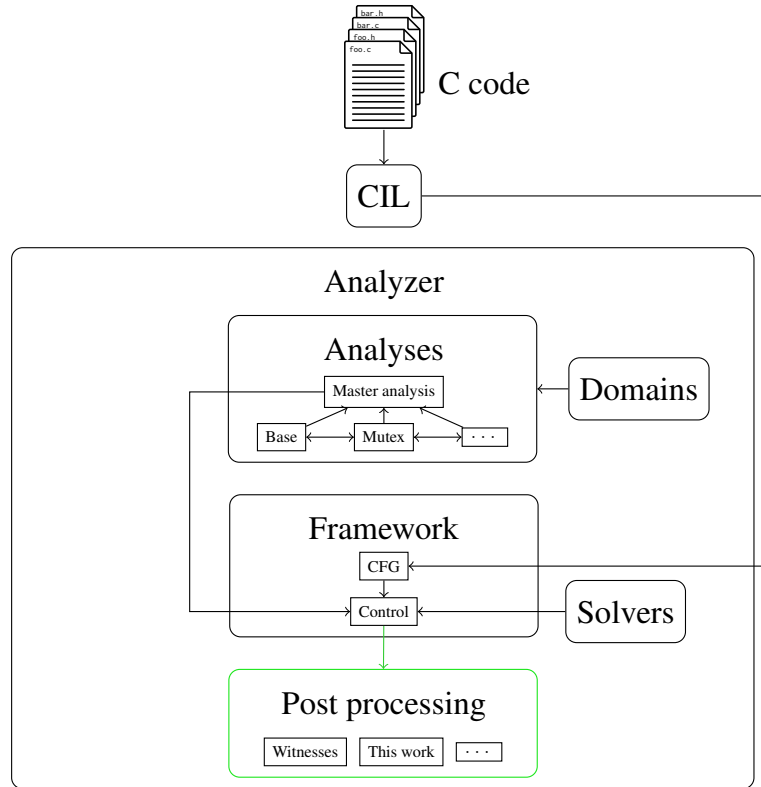 bar.h
bar.c
foo.h
foo.c
C code
CIL
Analyzer
Analyses
Master analysis
Domains
Base
Mutex
...
Framework
CFG
Control
Solvers
Post processing
Witnesses
This work
...